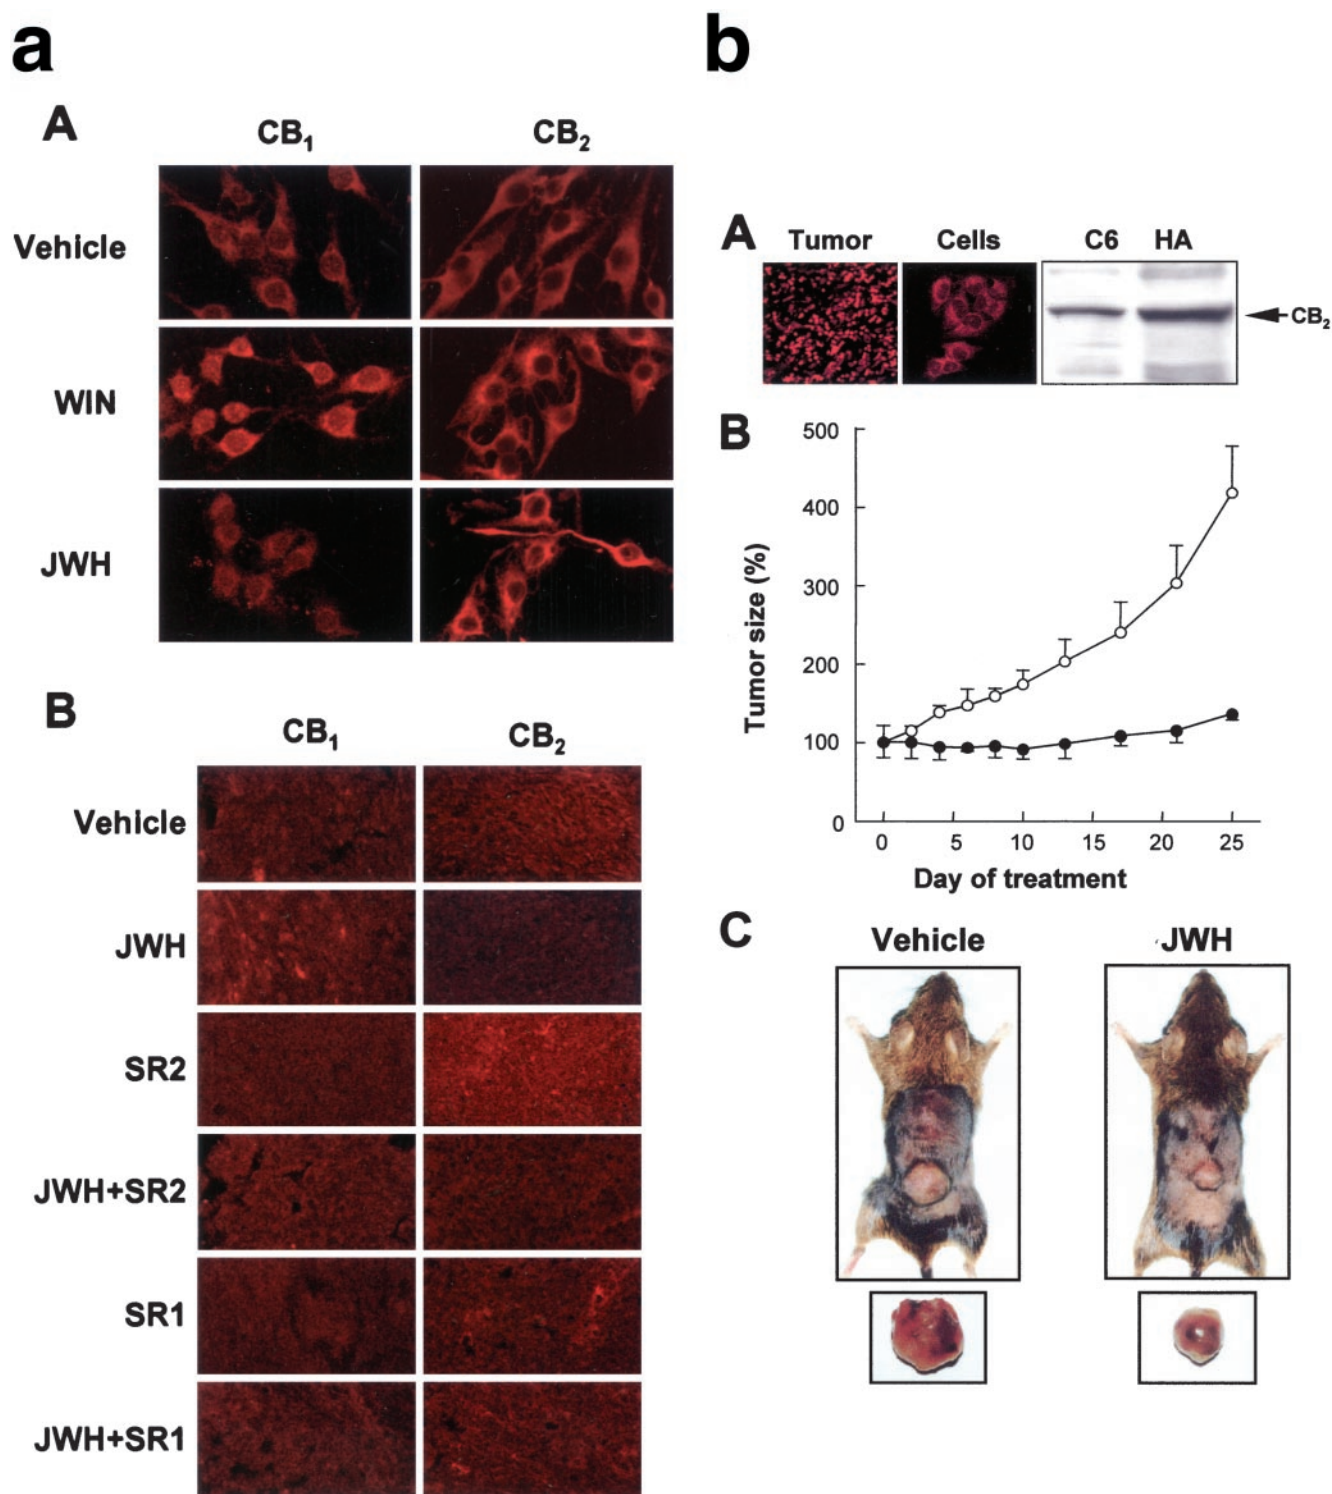 a
A
CB1 CB2
Vehicle
WIN
JWH
B
CB1 CB2
Vehicle
JWH
SR2
JWH+SR2
SR1
JWH+SR1
b
A Tumor Cells C6 HA
CB2
B
500
400
300
200
100
0
Tumor size (%)
0 5 10 15 20 25
Day of treatment
C
Vehicle JWH